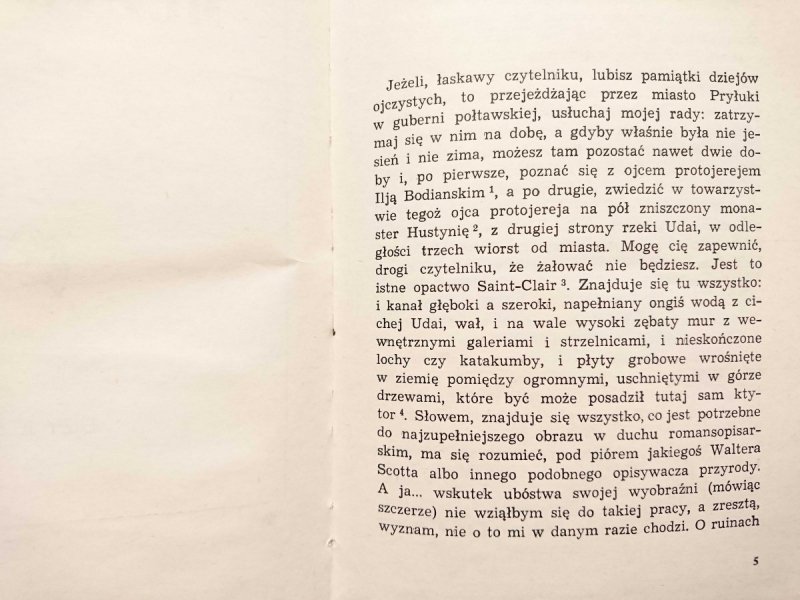 Jeżeli, łaskawy czytelniku, lubisz pamiątki dziejów
ojczystych, to przejeżdżając przez miasto Pryłuki
w guberni połtawskiej, usłuchaj mojej rady: zatrzy-
maj się w nim na dobę, a gdyby właśnie była nie je-
sień i nie zima, możesz tam pozostać nawet dwie do-
by i, po pierwsze, poznać się z ojcem protojerejem
Ilją Bodianskim ¹, a po drugie, zwiedzić w towarzyst-
wie tegoż ojca protojereja na pół zniszczony mona-
ster Hustynię ², z drugiej strony rzeki Udai, w odle-
głości trzech wiorst od miasta. Mogę cię zapewnić,
drogi czytelniku, że żałować nie będziesz. Jest to
istne opactwo Saint-Clair ³. Znajduje się tu wszystko:
i kanał głęboki a szeroki, napełniany ongiś wodą z ci-
chej Udai, wał, i na wale wysoki zębaty mur z we-
wnętrznymi galeriami i strzelnicami, i nieskończone
lochy czy katakumby, i płyty grobowe wrośnięte
w ziemię pomiędzy ogromnymi, uschniętymi w górze
drzewami, które być może posadził tutaj sam kty-
tor ⁴. Słowem, znajduje się wszystko, co jest potrzebne
do najzupełniejszego obrazu w duchu romansopisar-
skim, ma się rozumieć, pod piórem jakiegoś Waltera
Scotta albo innego podobnego opisywacza przyrody.
A ja... wskutek ubóstwa swojej wyobraźni (mówiąc
szczerze) nie wziąłbym się do takiej pracy, a zresztą,
wyznam, nie o to mi w danym razie chodzi. O ruinach
5